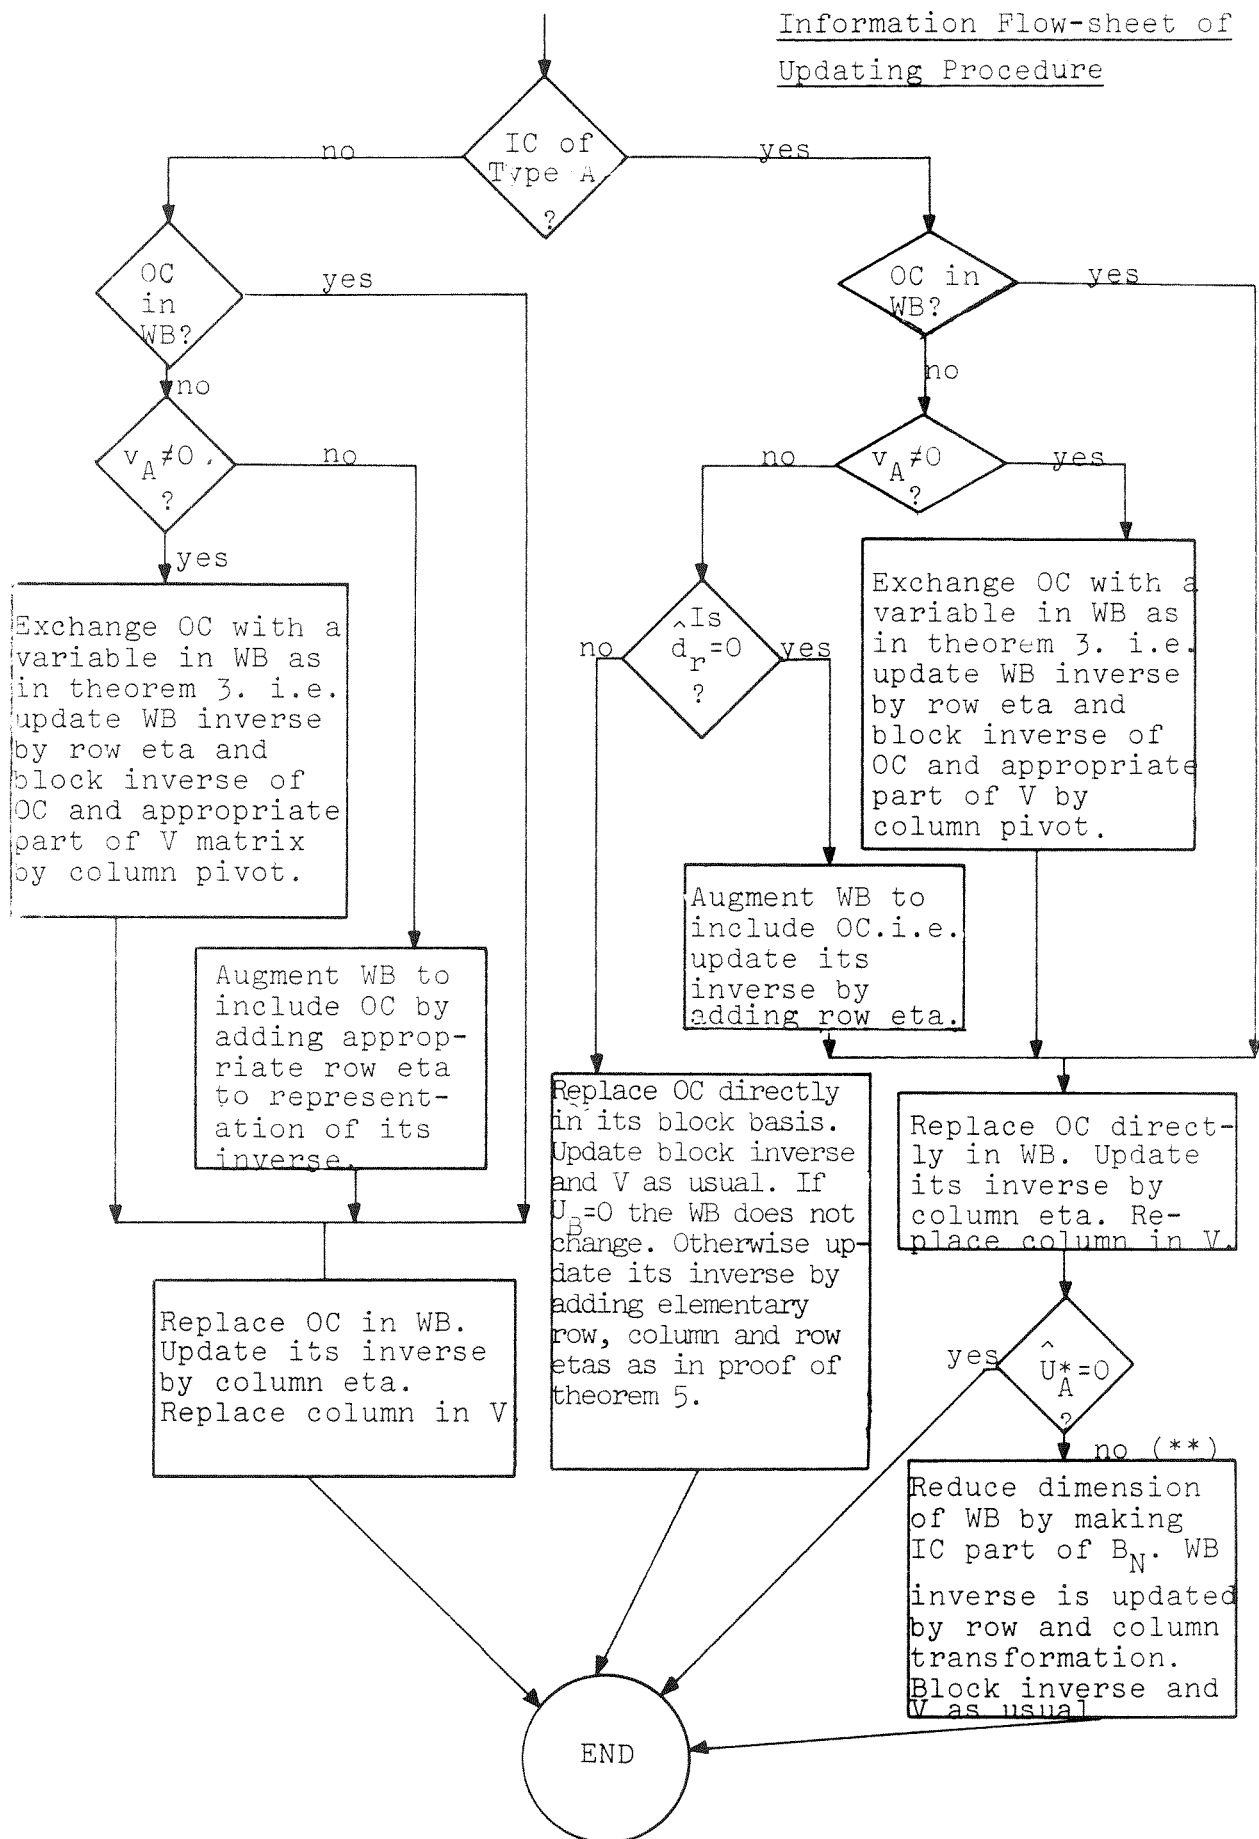 Information Flow-sheet of
Updating Procedure
IC of
Type A
?
no
yes
OC
in
WB?
yes
no
OC in
WB?
yes
no
v_A≠0
?
no
yes
v_A≠0
?
no
yes
Exchange OC with a
variable in WB as
in theorem 3. i.e.
update WB inverse
by row eta and
block inverse of
OC and appropriate
part of V matrix
by column pivot.
Is
d̂_r=0
?
no
yes
Exchange OC with a
variable in WB as
in theorem 3. i.e.
update WB inverse
by row eta and
block inverse of
OC and appropriate
part of V by
column pivot.
Augment WB to
include OC by
adding approp-
riate row eta
to represent-
ation of its
inverse.
Augment WB to
include OC.i.e.
update its
inverse by
adding row eta.
Replace OC directly
in its block basis.
Update block inverse
and V as usual. If
U_B=0 the WB does not
change. Otherwise up-
date its inverse by
adding elementary
row, column and row
etas as in proof of
theorem 5.
Replace OC direct-
ly in WB. Update
its inverse by
column eta. Re-
place column in V.
Replace OC in WB.
Update its inverse
by column eta.
Replace column in V
Û*_A=0
?
yes
no (**)
Reduce dimension
of WB by making
IC part of B_N. WB
inverse is updated
by row and column
transformation.
Block inverse and
V as usual
END